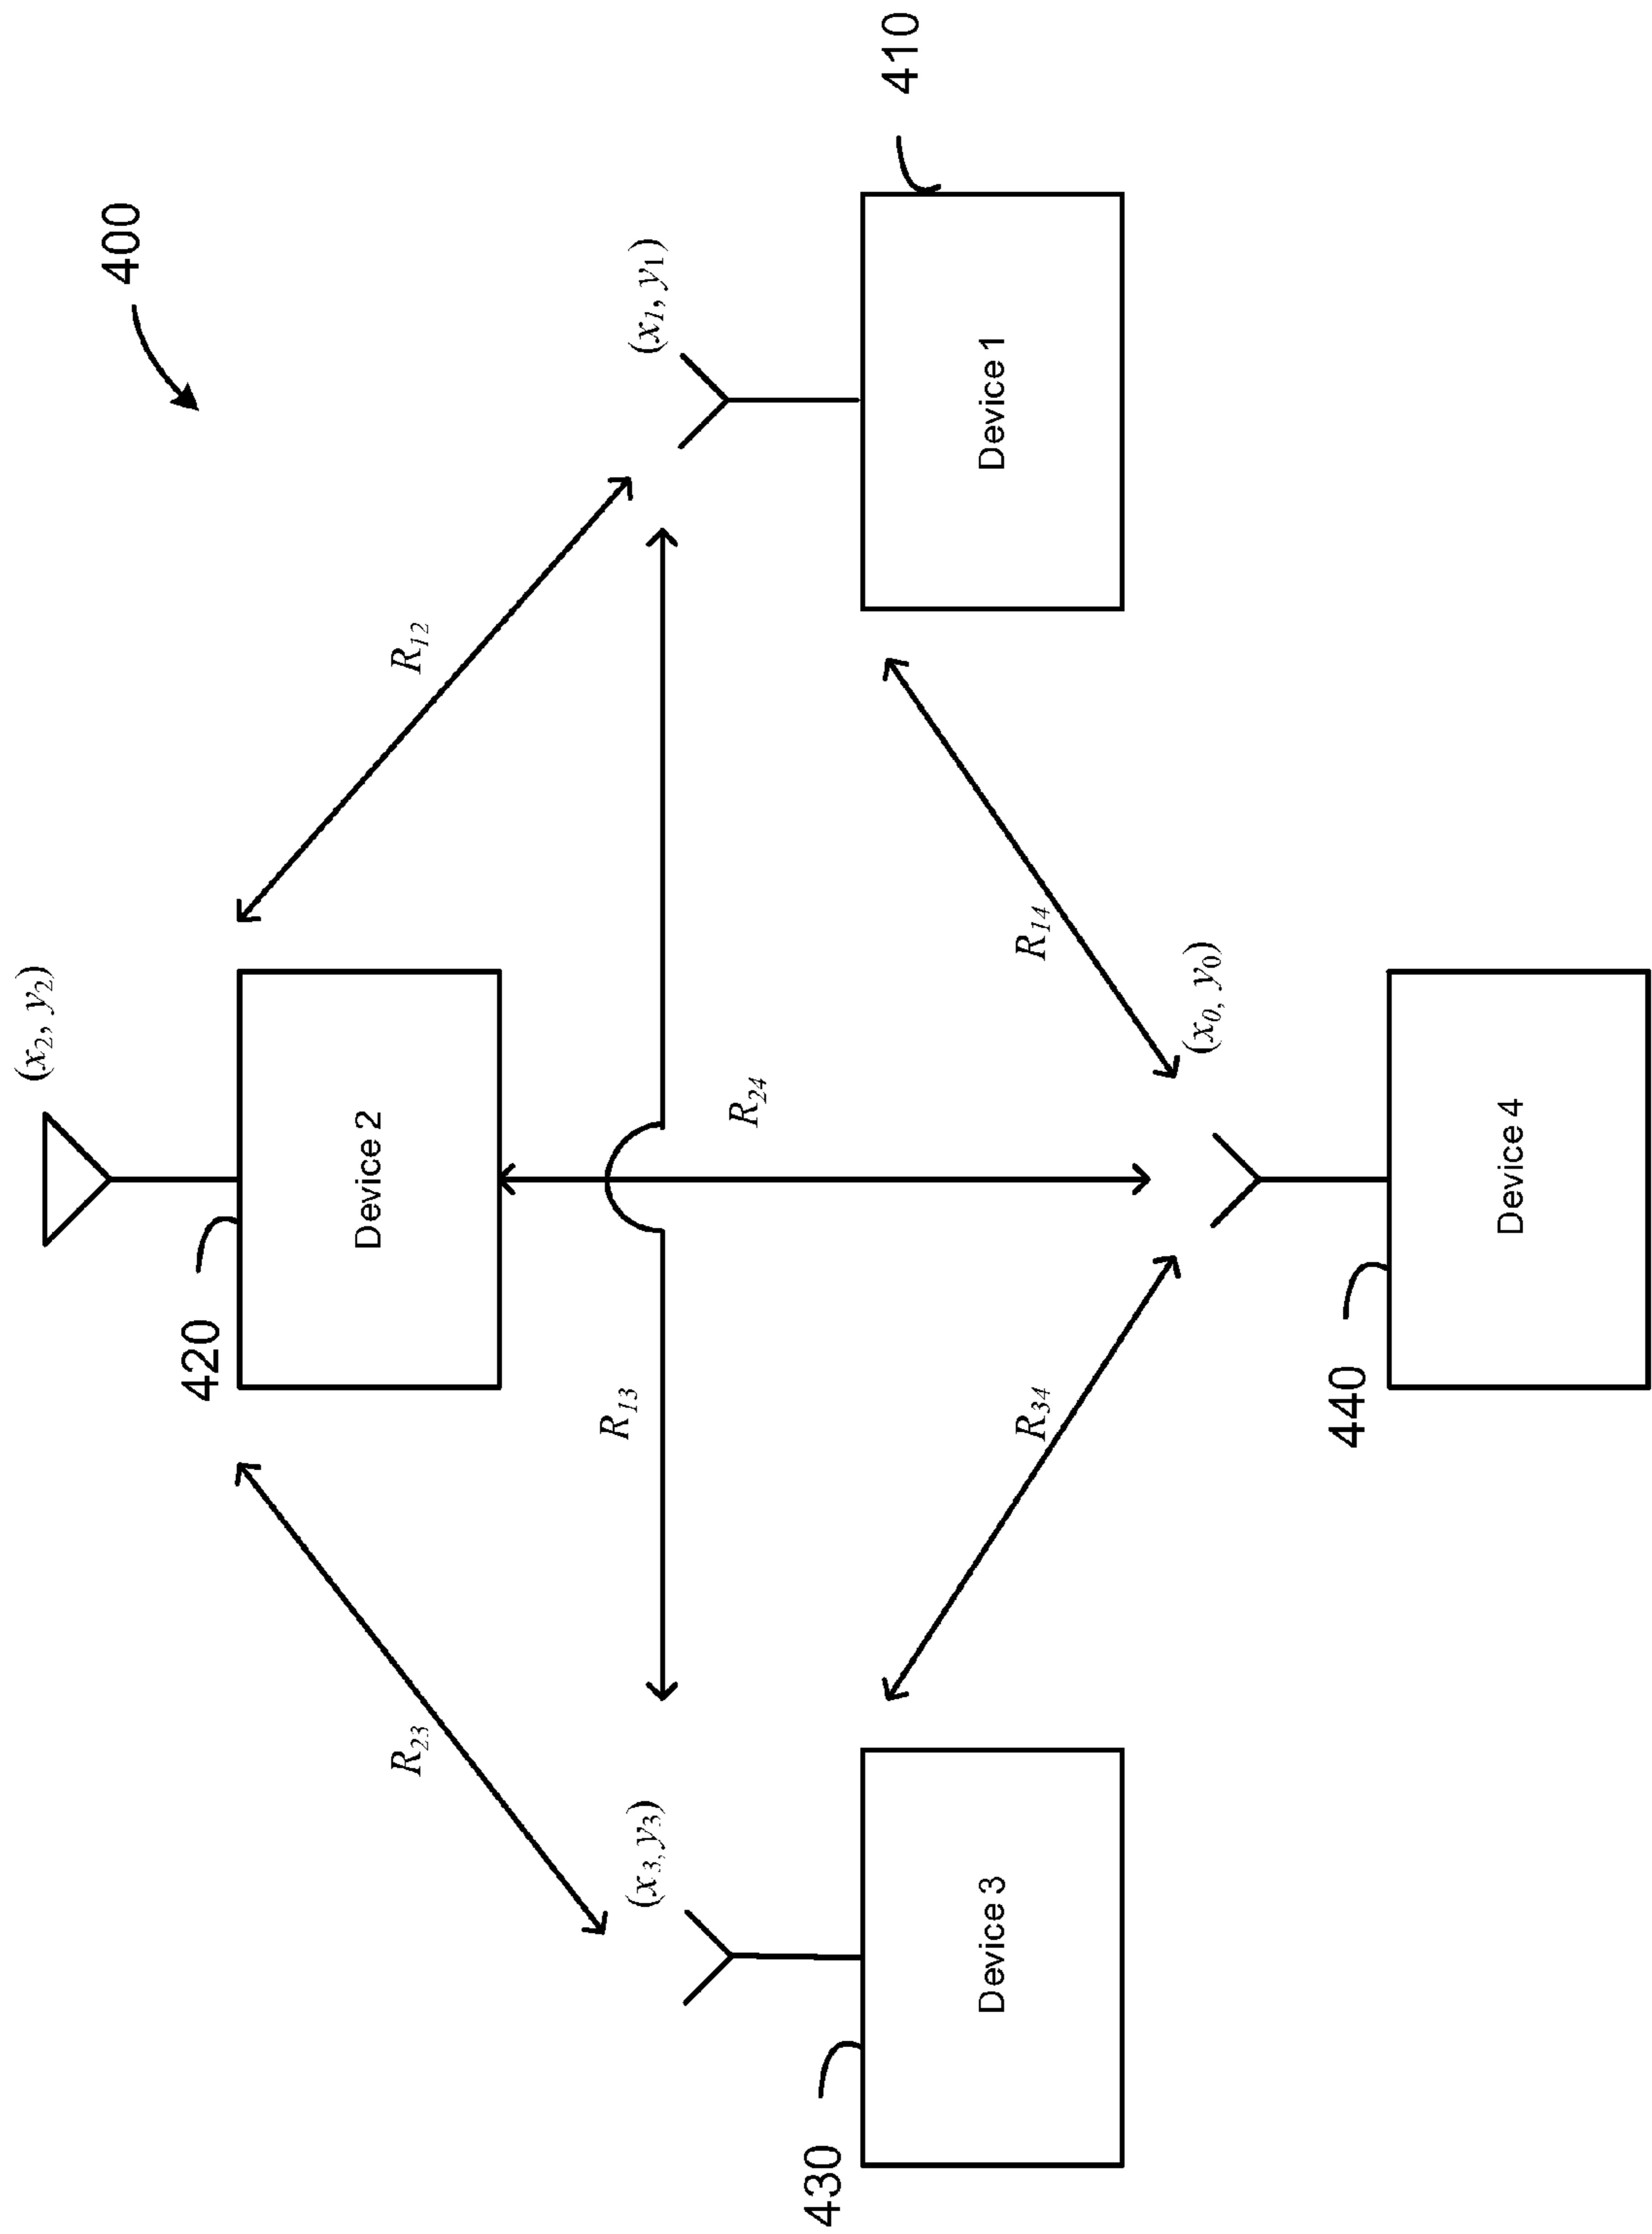 400
(x2, y2)
420
Device 2
R23
R12
(x3,y3)
R13
(x1, y1)
R24
430
Device 3
410
Device 1
R34
R14
(x0, y0)
440
Device 4